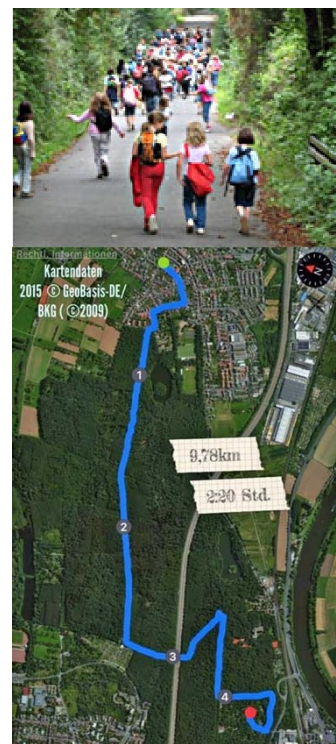 Rechtl. Informationen
Kartendaten
2015 © GeoBasis-DE/
BKG ( ©2009)
1
9,78km
2:20 Std.
2
3
4